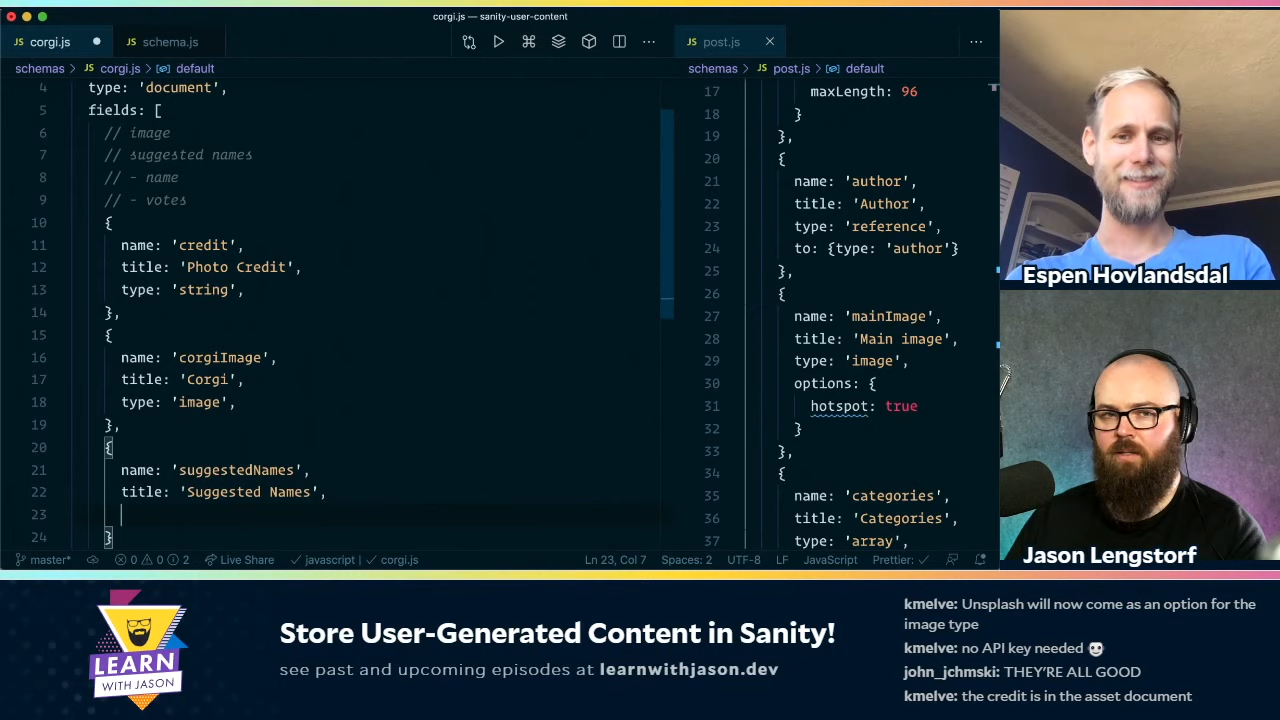 corgi.js — sanity-user-content
JS corgi.js
JS schema.js
JS post.js
schemas > JS corgi.js > default
schemas > JS post.js > default
4 type: 'document',
5 fields: [
6 // image
7 // suggested names
8 // - name
9 // - votes
10 {
11 name: 'credit',
12 title: 'Photo Credit',
13 type: 'string',
14 },
15 {
16 name: 'corgiImage',
17 title: 'Corgi',
18 type: 'image',
19 },
20 {
21 name: 'suggestedNames',
22 title: 'Suggested Names',
23
24 }
17 maxLength: 96
18 }
19 },
20 {
21 name: 'author',
22 title: 'Author',
23 type: 'reference',
24 to: {type: 'author'}
25 },
26 {
27 name: 'mainImage',
28 title: 'Main image',
29 type: 'image',
30 options: {
31 hotspot: true
32 }
33 },
34 {
35 name: 'categories',
36 title: 'Categories',
37 type: 'array',
master* 0 0 2 Live Share javascript | corgi.js Ln 23, Col 7 Spaces: 2 UTF-8 LF JavaScript Prettier:
Espen Hovlandsdal
Jason Lengstorf
LEARN
WITH JASON
Store User-Generated Content in Sanity!
see past and upcoming episodes at learnwithjason.dev
kmelve: Unsplash will now come as an option for the
image type
kmelve: no API key needed
john_jchmski: THEY'RE ALL GOOD
kmelve: the credit is in the asset document